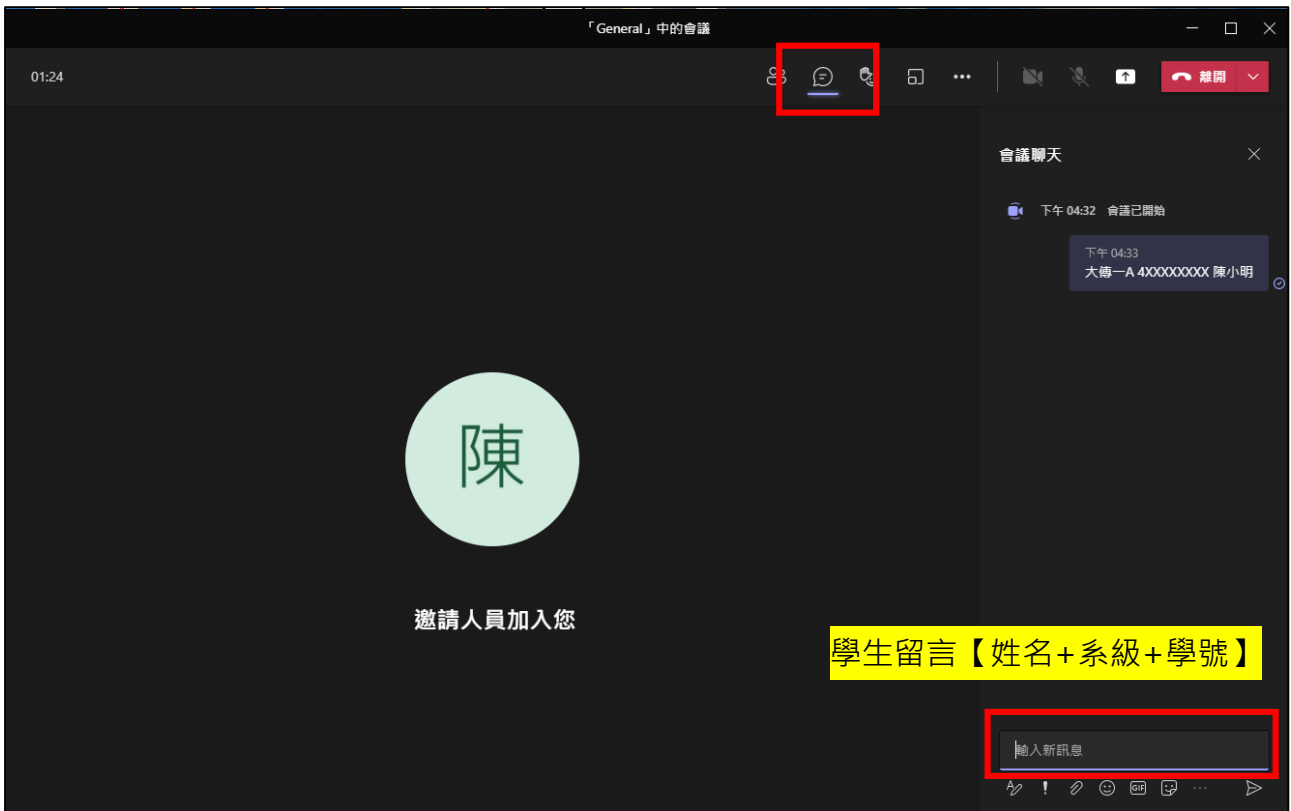 「General」中的會議
01:24
離開
會議聊天
下午 04:32 會議已開始
下午 04:33
大傳一A 4XXXXXXXX 陳小明
陳
邀請人員加入您
學生留言【姓名+系級+學號】
輸入新訊息
GIF